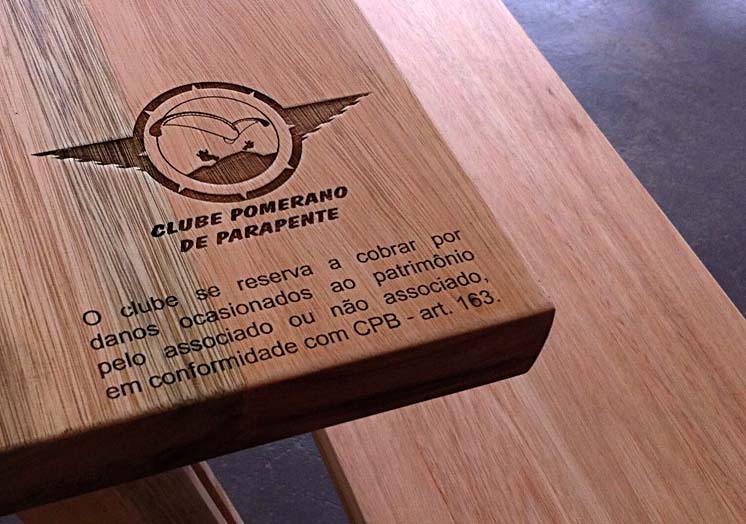 CLUBE POMERANO
DE PARAPENTE
O clube se reserva a cobrar por
danos ocasionados ao patrimônio
pelo associado ou não associado,
em conformidade com CPB - art. 163.